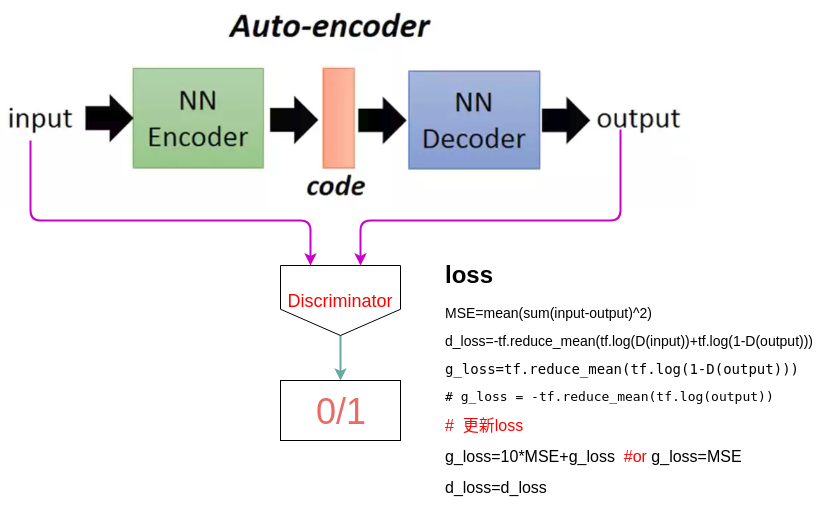 Auto-encoder
input
NN
Encoder
code
NN
Decoder
output
Discriminator
0/1
loss
MSE=mean(sum(input-output)^2)
d_loss=-tf.reduce_mean(tf.log(D(input))+tf.log(1-D(output)))
g_loss=tf.reduce_mean(tf.log(1-D(output)))
# g_loss = -tf.reduce_mean(tf.log(output))
# 更新loss
g_loss=10*MSE+g_loss #or g_loss=MSE
d_loss=d_loss